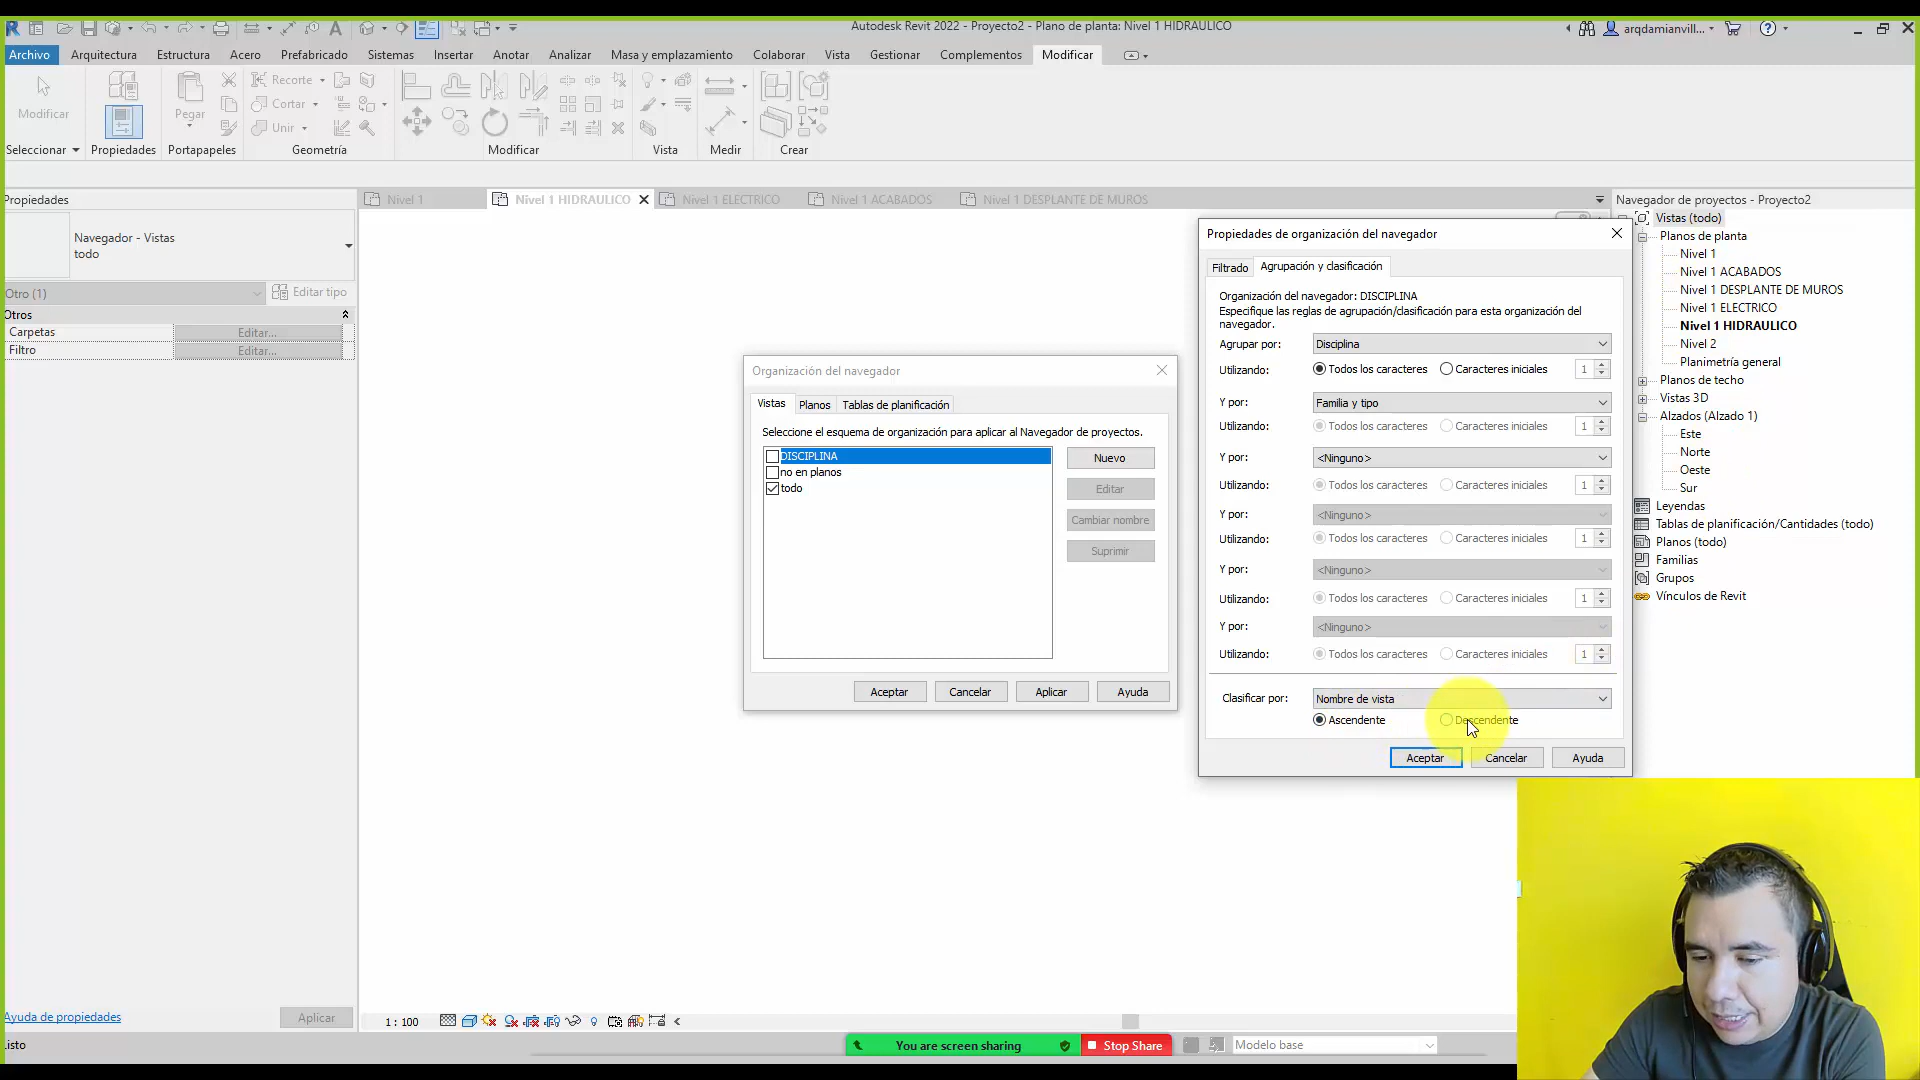 Autodesk Revit 2022 - Proyecto2 - Plano de planta: Nivel 1 HIDRAULICO
arqdamianvill...
Archivo Arquitectura Estructura Acero Prefabricado Sistemas Insertar Anotar Analizar Masa y emplazamiento Colaborar Vista Gestionar Complementos Modificar
Modificar
Pegar
Recorte
Cortar
Unir
Seleccionar Propiedades Portapapeles Geometría Modificar Vista Medir Crear
Propiedades
Navegador - Vistas
todo
Otro (1)
Editar tipo
Otros
Carpetas Editar...
Filtro Editar...
Ayuda de propiedades
Aplicar
Nivel 1
Nivel 1 HIDRAULICO
Nivel 1 ELECTRICO
Nivel 1 ACABADOS
Nivel 1 DESPLANTE DE MUROS
Organización del navegador
Vistas Planos Tablas de planificación
Seleccione el esquema de organización para aplicar al Navegador de proyectos.
DISCIPLINA
no en planos
todo
Nuevo
Editar
Cambiar nombre
Suprimir
Aceptar Cancelar Aplicar Ayuda
Propiedades de organización del navegador
Filtrado Agrupación y clasificación
Organización del navegador: DISCIPLINA
Especifique las reglas de agrupación/clasificación para esta organización del
navegador.
Agrupar por: Disciplina
Utilizando: Todos los caracteres Caracteres iniciales 1
Y por: Familia y tipo
Utilizando: Todos los caracteres Caracteres iniciales 1
Y por: <Ninguno>
Utilizando: Todos los caracteres Caracteres iniciales 1
Y por: <Ninguno>
Utilizando: Todos los caracteres Caracteres iniciales 1
Y por: <Ninguno>
Utilizando: Todos los caracteres Caracteres iniciales 1
Y por: <Ninguno>
Utilizando: Todos los caracteres Caracteres iniciales 1
Clasificar por: Nombre de vista
Ascendente Descendente
Aceptar Cancelar Ayuda
Navegador de proyectos - Proyecto2
Vistas (todo)
Planos de planta
Nivel 1
Nivel 1 ACABADOS
Nivel 1 DESPLANTE DE MUROS
Nivel 1 ELECTRICO
Nivel 1 HIDRAULICO
Nivel 2
Planimetría general
Planos de techo
Vistas 3D
Alzados (Alzado 1)
Este
Norte
Oeste
Sur
Leyendas
Tablas de planificación/Cantidades (todo)
Planos (todo)
Familias
Grupos
Vínculos de Revit
1 : 100
You are screen sharing
Stop Share
Modelo base